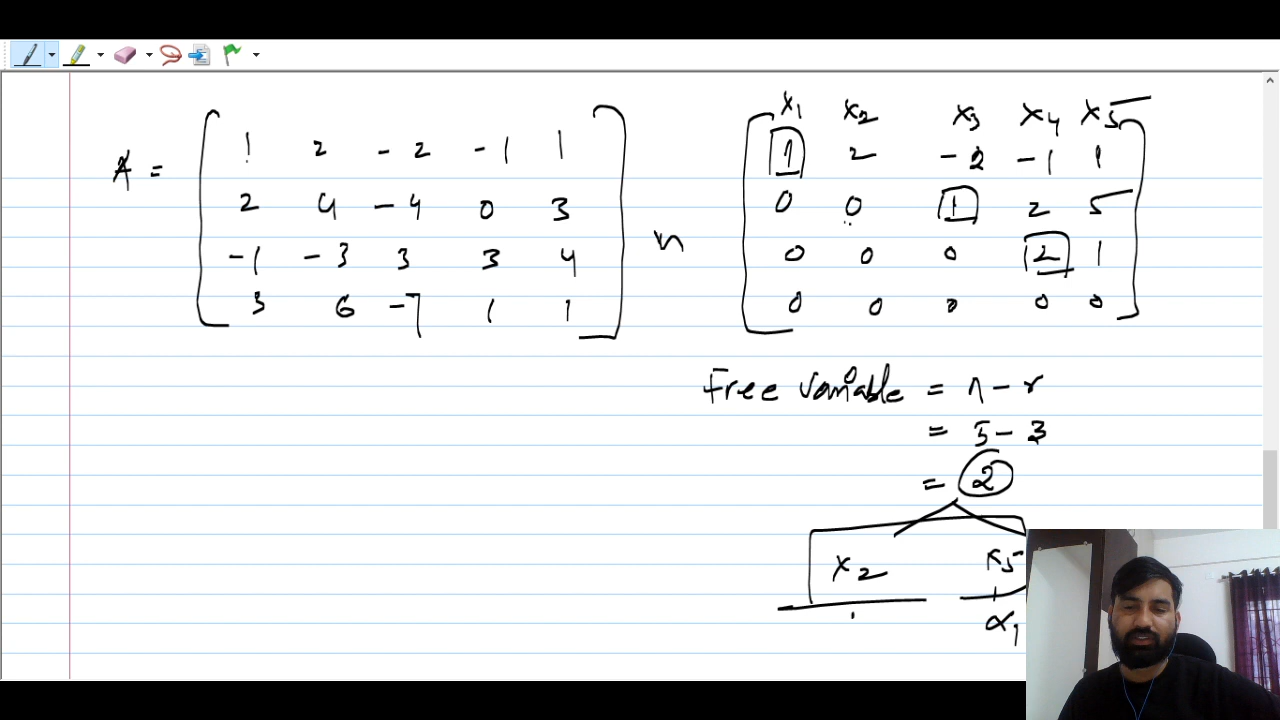 A = [ 1 2 -2 -1 1
2 4 -4 0 3
-1 -3 3 3 4
3 6 -7 1 1 ]
~
x1 x2 x3 x4 x5
[ 1 2 -2 -1 1
0 0 1 2 5
0 0 0 2 1
0 0 0 0 0 ]
Free variable = n - r
= 5 - 3
= 2
x2 x5
α1